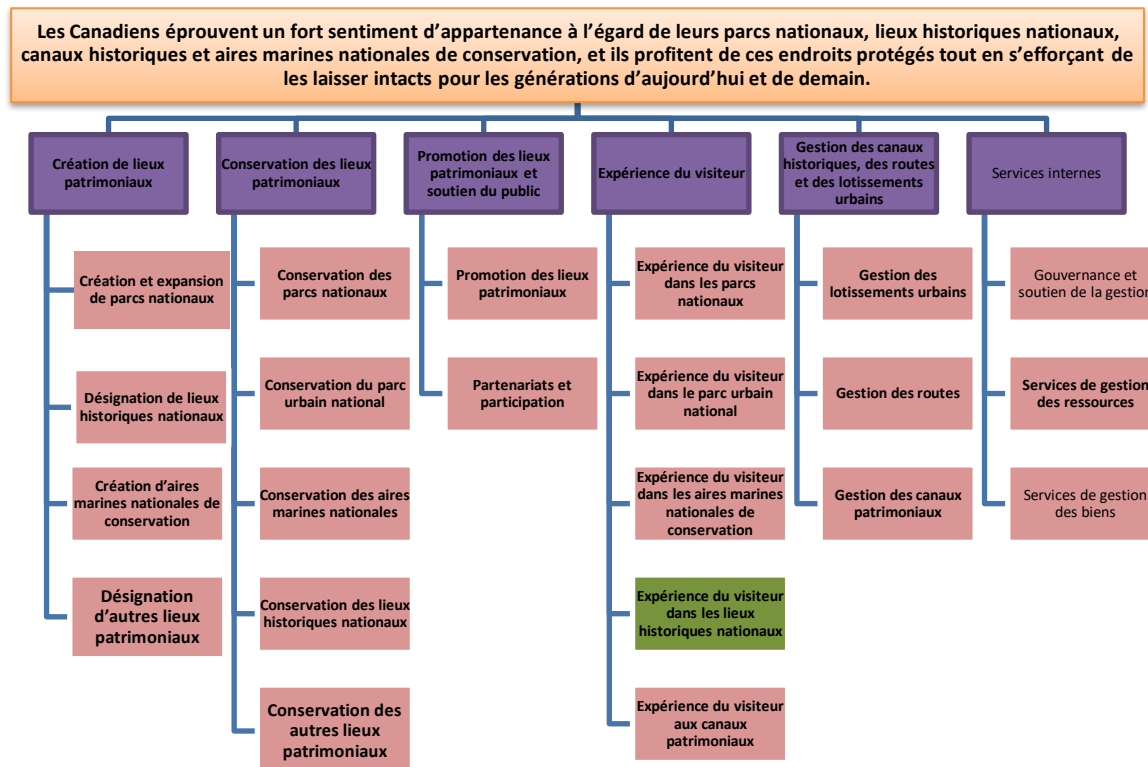 Les Canadiens éprouvent un fort sentiment d'appartenance à l'égard de leurs parcs nationaux, lieux historiques nationaux,
canaux historiques et aires marines nationales de conservation, et ils profitent de ces endroits protégés tout en s'efforçant de
les laisser intacts pour les générations d'aujourd'hui et de demain.
Création de lieux
patrimoniaux
Conservation des lieux
patrimoniaux
Promotion des lieux
patrimoniaux et
soutien du public
Expérience du visiteur
Gestion des canaux
historiques, des routes
et des lotissements
urbains
Services internes
Création et expansion
de parcs nationaux
Désignation de lieux
historiques nationaux
Création d'aires
marines nationales de
conservation
Désignation
d'autres lieux
patrimoniaux
Conservation des
parcs nationaux
Conservation du parc
urbain national
Conservation des aires
marines nationales
Conservation des lieux
historiques nationaux
Conservation des
autres lieux
patrimoniaux
Promotion des lieux
patrimoniaux
Partenariats et
participation
Expérience du visiteur
dans les parcs
nationaux
Expérience du visiteur
dans le parc urbain
national
Expérience du visiteur
dans les aires marines
nationales de
conservation
Expérience du visiteur
dans les lieux
historiques nationaux
Expérience du visiteur
aux canaux
patrimoniaux
Gestion des
lotissements urbains
Gestion des routes
Gestion des canaux
patrimoniaux
Gouvernance et
soutien de la gestion
Services de gestion
des ressources
Services de gestion
des biens